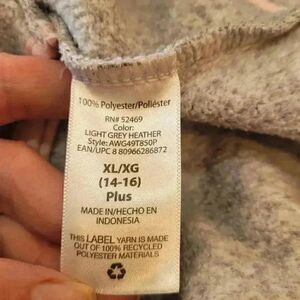 100% Polyester/Poliéster
RN# 52469
Color:
LIGHT GREY HEATHER
Style: AWG49T850P
EAN/UPC 8 80966286872
XL/XG
(14-16)
Plus
MADE IN/HECHO EN
INDONESIA
THIS LABEL YARN IS MADE
OUT OF 100% RECYCLED
POLYESTER MATERIALS